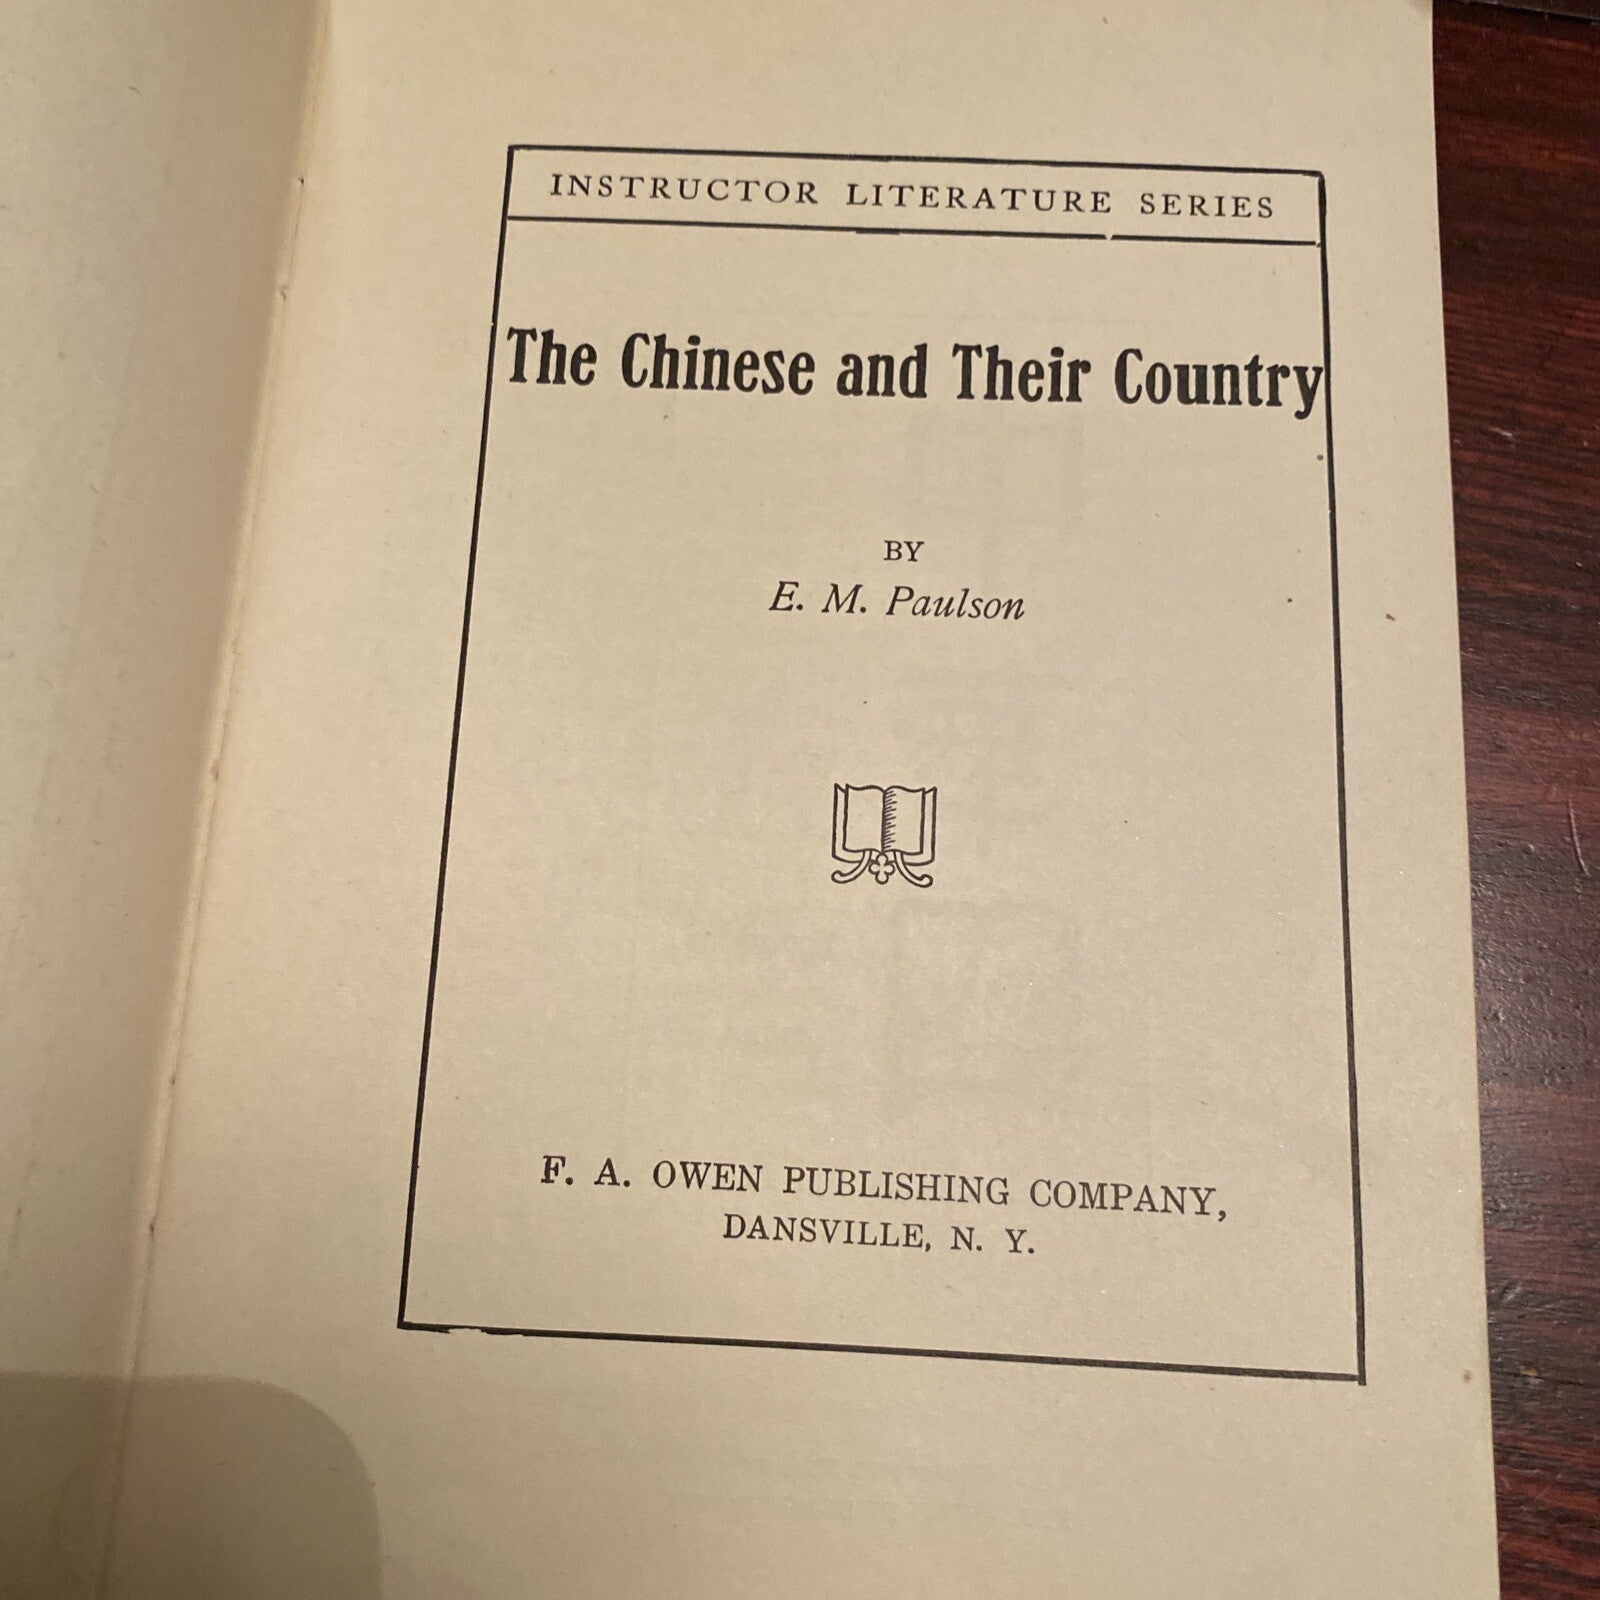 INSTRUCTOR LITERATURE SERIES
The Chinese and Their Country
BY
E. M. Paulson
F. A. OWEN PUBLISHING COMPANY,
DANSVILLE, N. Y.